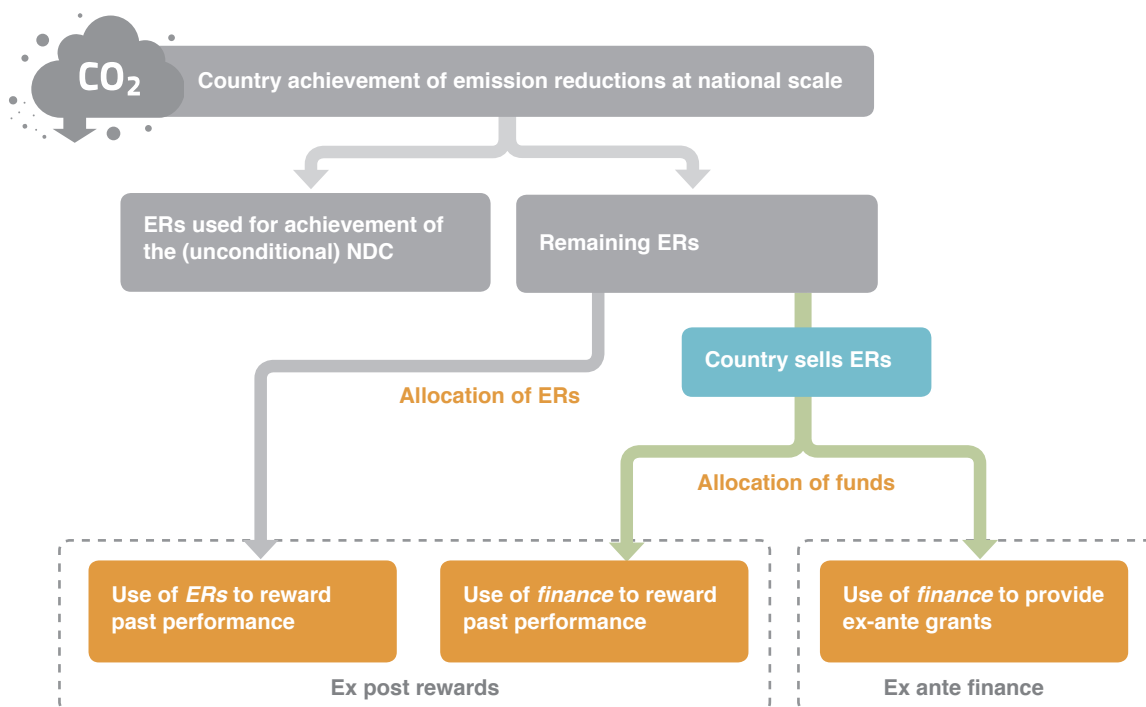 CO₂
Country achievement of emission reductions at national scale
ERs used for achievement of
the (unconditional) NDC
Remaining ERs
Country sells ERs
Allocation of ERs
Allocation of funds
Use of ERs to reward
past performance
Use of finance to reward
past performance
Use of finance to provide
ex-ante grants
Ex post rewards
Ex ante finance